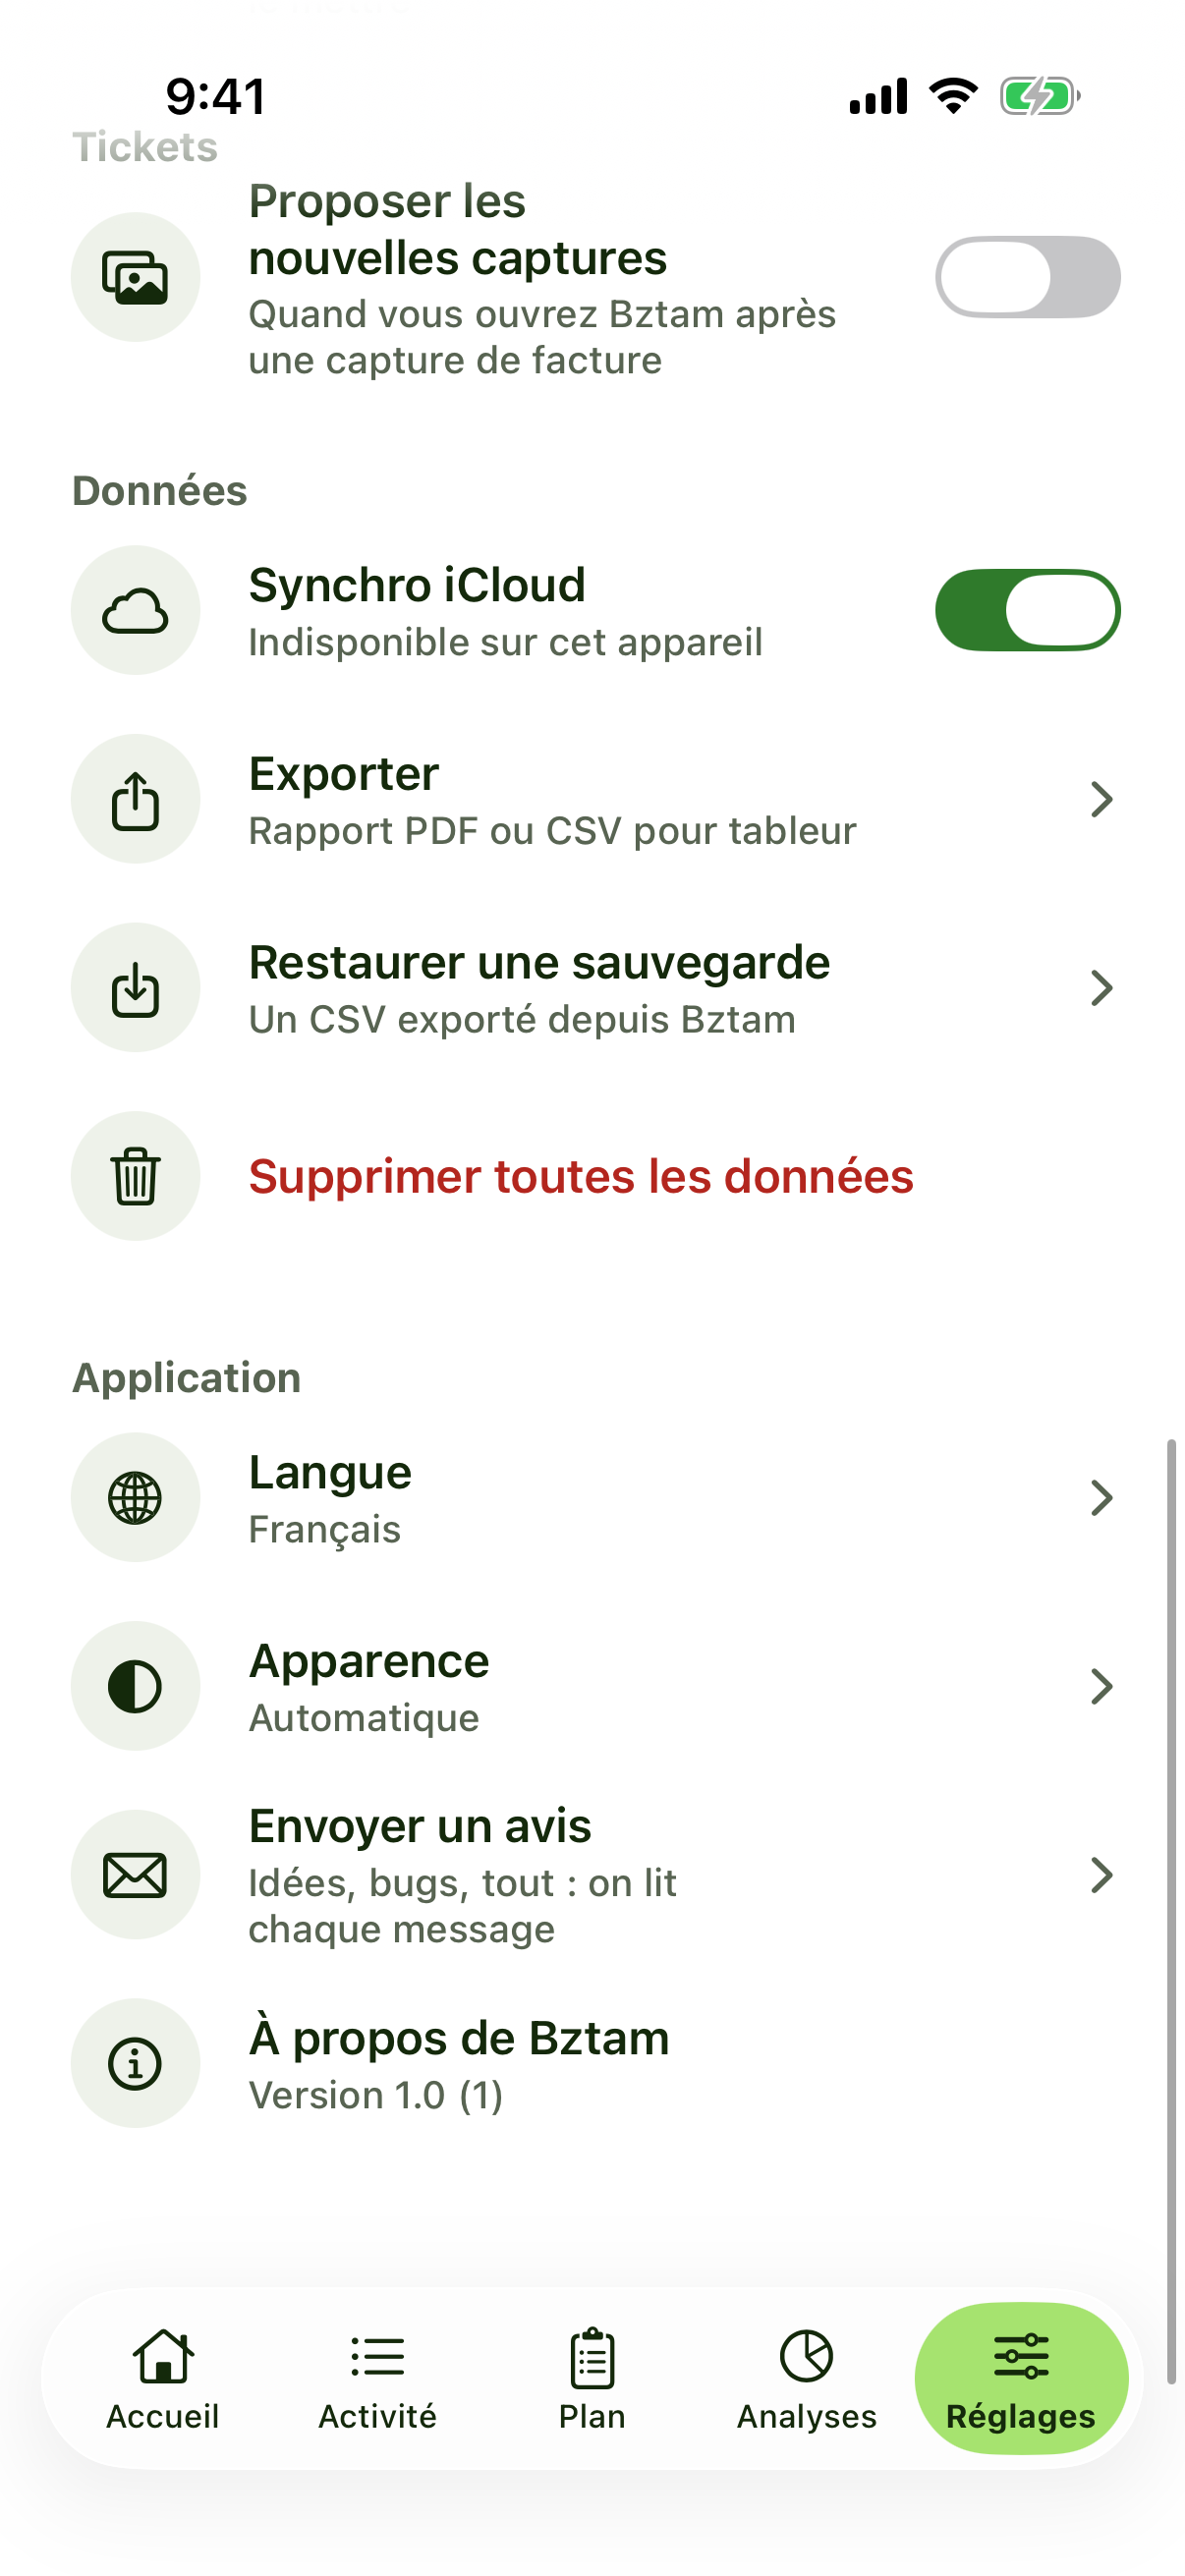 9:41
Tickets
Proposer les
nouvelles captures
Quand vous ouvrez Bztam après
une capture de facture
Données
Synchro iCloud
Indisponible sur cet appareil
Exporter
Rapport PDF ou CSV pour tableur
Restaurer une sauvegarde
Un CSV exporté depuis Bztam
Supprimer toutes les données
Application
Langue
Français
Apparence
Automatique
Envoyer un avis
Idées, bugs, tout : on lit
chaque message
À propos de Bztam
Version 1.0 (1)
Accueil
Activité
Plan
Analyses
Réglages